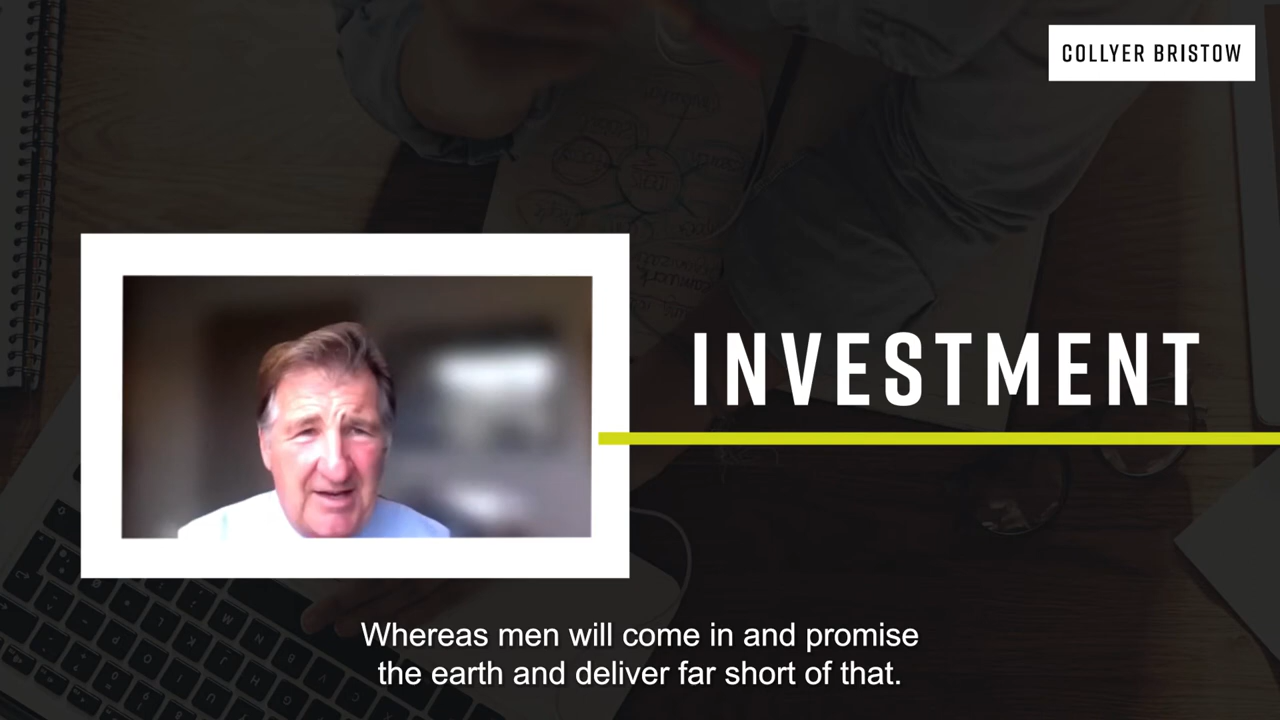 COLLYER BRISTOW
INVESTMENT
Whereas men will come in and promise
the earth and deliver far short of that.